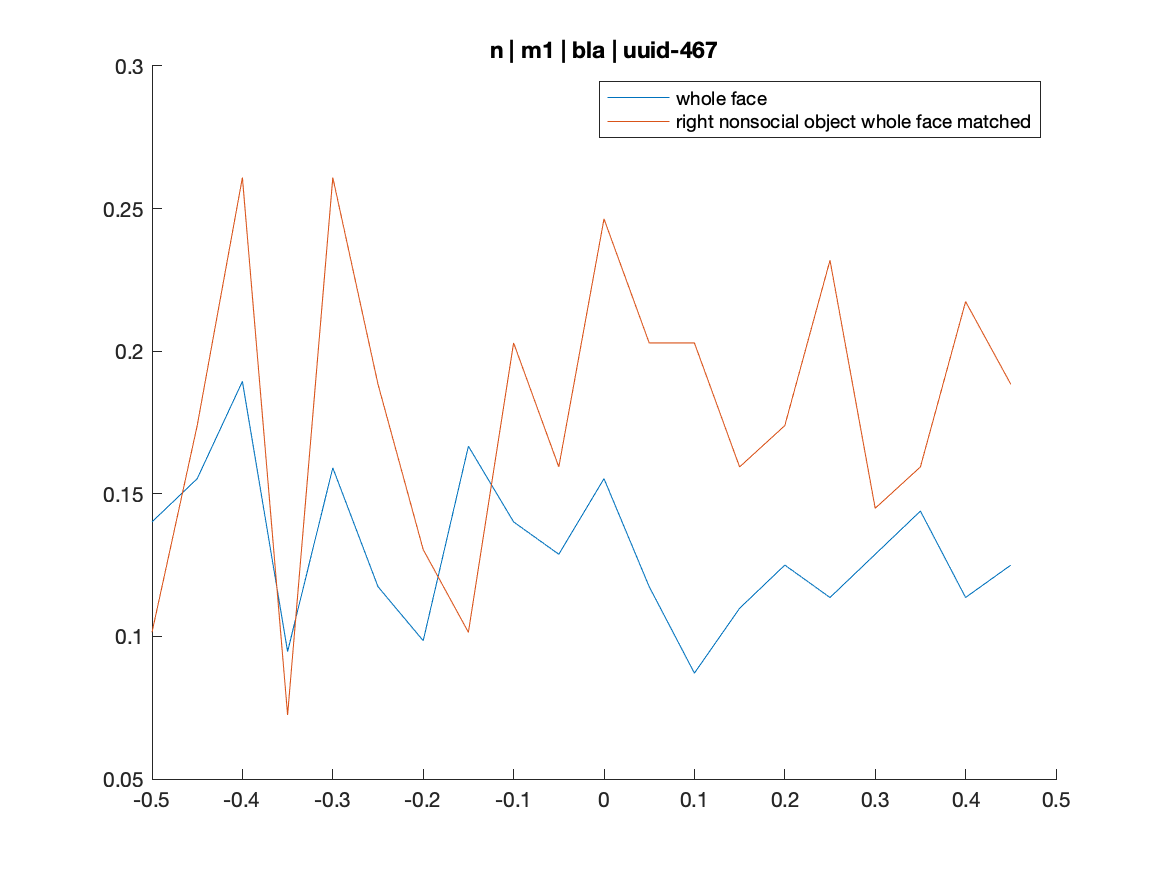 n | m1 | bla | uuid-467
whole face
right nonsocial object whole face matched
0.3
0.25
0.2
0.15
0.1
0.05
-0.5 -0.4 -0.3 -0.2 -0.1 0 0.1 0.2 0.3 0.4 0.5